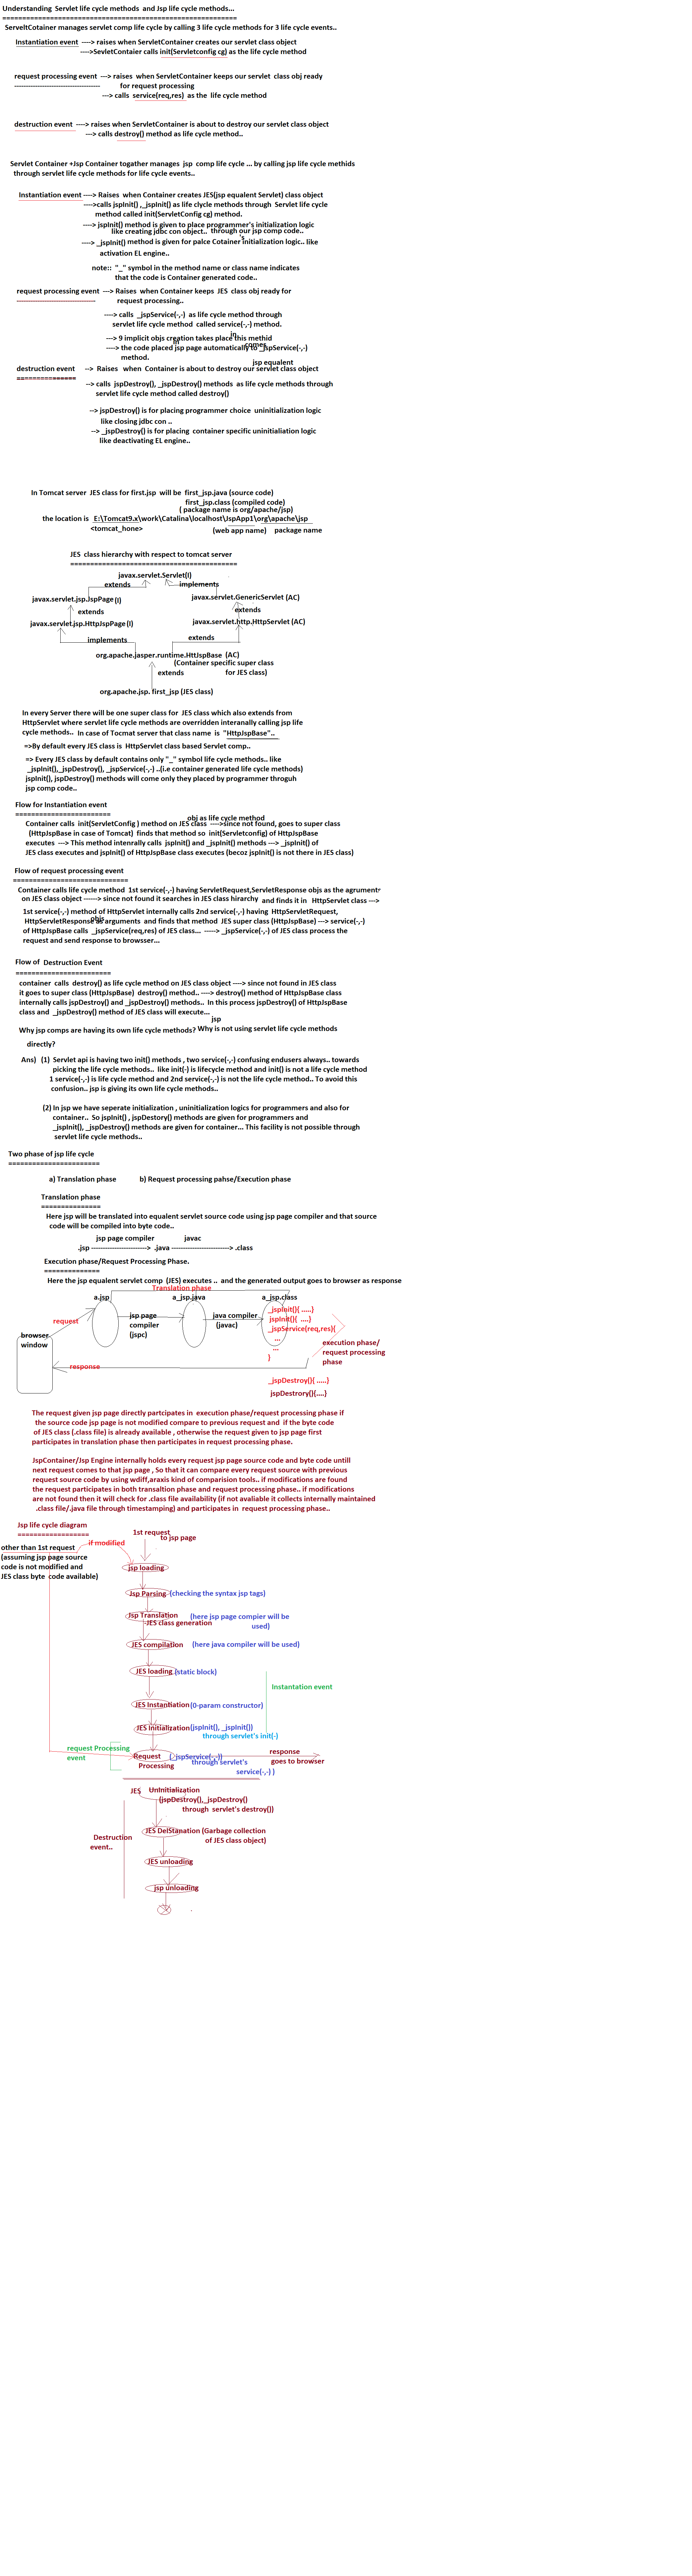 Understanding  Servlet life cycle methods  and Jsp life cycle methods...
===========================================================
ServeltCotainer manages servlet comp life cycle by calling 3 life cycle methods for 3 life cycle events..
Instantiation event  ----> raises when ServletContainer creates our servlet class object
---->SevletContaier calls init(Servletconfig cg) as the life cycle method
request processing event  ---> raises  when ServletContainer keeps our servlet  class obj ready
------------------------------------------  for request processing
---> calls  service(req,res)  as the  life cycle method
destruction event  ----> raises when ServletContainer is about to destroy our servlet class object
---> calls destroy() method as life cycle method..
Servlet Container +Jsp Container togather manages  jsp  comp life cycle ... by calling jsp life cycle methids
through servlet life cycle methods for life cycle events..
Instantiation event ----> Raises  when Container creates JES(jsp equalent Servlet) class object
---->calls jspInit() ,_jspInit() as life clycle methods through  Servlet life cycle
method called init(ServletConfig cg) method.
----> jspInit() method is given to place programmer's initialization logic
like creating jdbc con object..  through our jsp comp code..
's
----> _jspInit() method is given for palce Cotainer initialization logic.. like
activation EL engine..
note::  "_" symbol in the method name or class name indicates
that the code is Container generated code..
request processing event  ---> Raises  when Container keeps  JES  class obj ready for
---------------------------------------  request processing..
----> calls  _jspService(-,-)  as life cycle method through
servlet life cycle method  called service(-,-) method.
in
---> 9 implicit objs creation takes place this methid
in comes
----> the code placed jsp page automatically to _jspService(-,-)
method.
jsp equalent
destruction event  --> Raises  when  Container is about to destroy our servlet class object
===============
--> calls  jspDestroy(), _jspDestroy() methods  as life cycle methods through
servlet life cycle method called destroy()
--> jspDestroy() is for placing programmer choice  uninitialization logic
like closing jdbc con ..
--> _jspDestroy() is for placing  container specific uninitialiation logic
like deactivating EL engine..
In Tomcat server  JES class for first.jsp  will be  first_jsp.java (source code)
first_jsp.class (compiled code)
( package name is org/apache/jsp)
the location is  E:\Tomcat9.x\work\Catalina\localhost\JspApp1\org\apache\jsp
<tomcat_hone>  (web app name)  package name
JES  class hierarchy with respect to tomcat server
==========================================
javax.servlet.Servlet(I)
extends  implements
javax.servlet.jsp.JspPage (I)  javax.servlet.GenericServlet (AC)
extends  extends
javax.servlet.jsp.HttpJspPage (I)  javax.servlet.http.HttpServlet (AC)
implements  extends
org.apache.jasper.runtime.HttJspBase  (AC)
(Container specific super class
extends  for JES class)
org.apache.jsp. first_jsp (JES class)
In every Server there will be one super class for  JES class which also extends from
HttpServlet where servlet life cycle methods are overridden interanally calling jsp life
cycle methods..  In case of Tocmat server that class name  is  "HttpJspBase"..
=>By default every JES class is  HttpServlet class based Servlet comp..
=> Every JES class by default contains only "_" symbol life cycle methods.. like
_jspInit(),_jspDestroy(), _jspService(-,-) ..(i.e container generated life cycle methods)
jspInit(), jspDestroy() methods will come only they placed by programmer throguh
jsp comp code..
Flow for Instantiation event
========================
obj as life cycle method
Container calls  init(ServletConfig ) method on JES class  ---->since not found, goes to super class
(HttpJspBase in case of Tomcat)  finds that method so  init(Servletconfig) of HttpJspBase
executes  ---> This method intenrally calls  jspInit() and _jspInit() methods ---> _jspInit() of
JES class executes and jspInit() of HttpJspBase class executes (becoz jspInit() is not there in JES class)
Flow of request processing event
=============================
Container calls life cycle method  1st service(-,-) having ServletRequest,ServletResponse objs as the agrumentr
on JES class object ------> since not found it searches in JES class hirarchy  and finds it in   HttpServlet class --->
1st service(-,-) method of HttpServlet internally calls 2nd service(-,-) having  HttpServletRequest,
objs
HttpServletResponse as arguments  and finds that method  JES super class (HttpJspBase) ---> service(-,-)
of HttpJspBase calls  _jspService(req,res) of JES class...  -----> _jspService(-,-) of JES class process the
request and send response to browsser...
Flow of  Destruction Event
========================
container  calls  destroy() as life cycle method on JES class object ----> since not found in JES class
it goes to super class (HttpJspBase)  destroy() method.. ----> destroy() method of HttpJspBase class
internally calls jspDestroy() and _jspDestroy() methods..  In this process jspDestroy() of HttpJspBase
class and  _jspDestroy() method of JES class will execute...
jsp
Why jsp comps are having its own life cycle methods? Why is not using servlet life cycle methods
directly?
Ans)  (1)  Servlet api is having two init() methods , two service(-,-) confusing endusers always.. towards
picking the life cycle methods..  like init(-) is lifecycle method and init() is not a life cycle method
1 service(-,-) is life cycle method and 2nd service(-,-) is not the life cycle method.. To avoid this
confusion.. jsp is giving its own life cycle methods..
(2) In jsp we have seperate initialization , uninitialization logics for programmers and also for
container..  So jspInit() , jspDestory() methods are given for programmers and
_jspInit(), _jspDestroy() methods are given for container... This facility is not possible through
servlet life cycle methods..
Two phase of jsp life cycle
=======================
a) Translation phase  b) Request processing pahse/Execution phase
Translation phase
===============
Here jsp will be translated into equalent servlet source code using jsp page compiler and that source
code will be compiled into byte code..
jsp page compiler  javac
.jsp -------------------------> .java --------------------------> .class
Execution phase/Request Processing Phase.
==============
Here the jsp equalent servlet comp  (JES) executes ..  and the generated output goes to browser as response
Translation phase
a.jsp  a_jsp.java  a_jsp.class
_jspInit(){ .....}
jspInit(){  ....}
request  jsp page compiler (jspc)  java compiler (javac)  _jspService(req,res){
...
...
}
browser window
execution phase/
request processing
phase
response
_jspDestroy(){ .....}
jspDestrory(){....}
The request given jsp page directly partcipates in  execution phase/request processing phase if
the source code jsp page is not modified compare to previous request and  if the byte code
of JES class (.class file) is already available , otherwise the request given to jsp page first
participates in translation phase then participates in request processing phase.
JspContainer/Jsp Engine internally holds every request jsp page source code and byte code untill
next request comes to that jsp page , So that it can compare every request source with previous
request source code by using wdiff,araxis kind of comparision tools.. if modifications are found
the request participates in both transaltion phase and request processing phase.. if modifications
are not found then it will check for .class file availability (if not avaliable it collects internally maintained
.class file/.java file through timestamping) and participates in  request processing phase..
Jsp life cycle diagram
==================
1st request
to jsp page
if modified
other than 1st request
(assuming jsp page source
code is not modified and
JES class byte  code available)
jsp loading
Jsp Parsing  (checking the syntax jsp tags)
Jsp Translation  (here jsp page compier will be
-JES class generation  used)
JES compilation  (here java compiler will be used)
JES loading (static block)
Instantation event
JES Instantiation (0-param constructor)
JES Initialization (jspInit(), _jspInit())
through servlet's init(-)
request Processing
event
Request  (_jspService(-,-))
Processing  through servlet's
service(-,-) )
response
goes to browser
JES  UnInitialization
(jspDestroy(),_jspDestroy()
through  servlet's destroy())
Destruction
event..
JES DeIStanation (Garbage collection
of JES class object)
JES unloading
jsp unloading